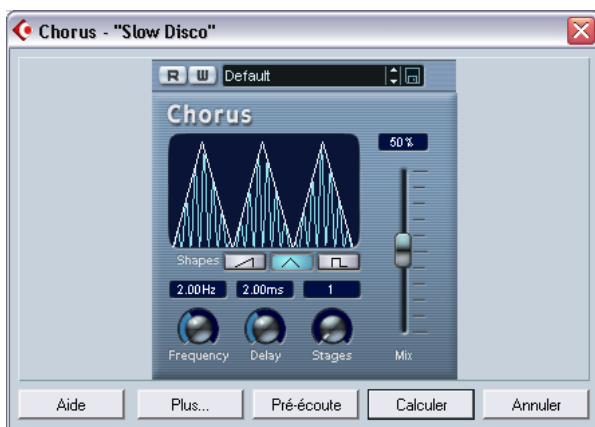 Chorus - "Slow Disco"
R W Default
Chorus
50%
Shapes
2.00Hz 2.00ms 1
Frequency Delay Stages Mix
Aide Plus... Pré-écoute Calculer Annuler